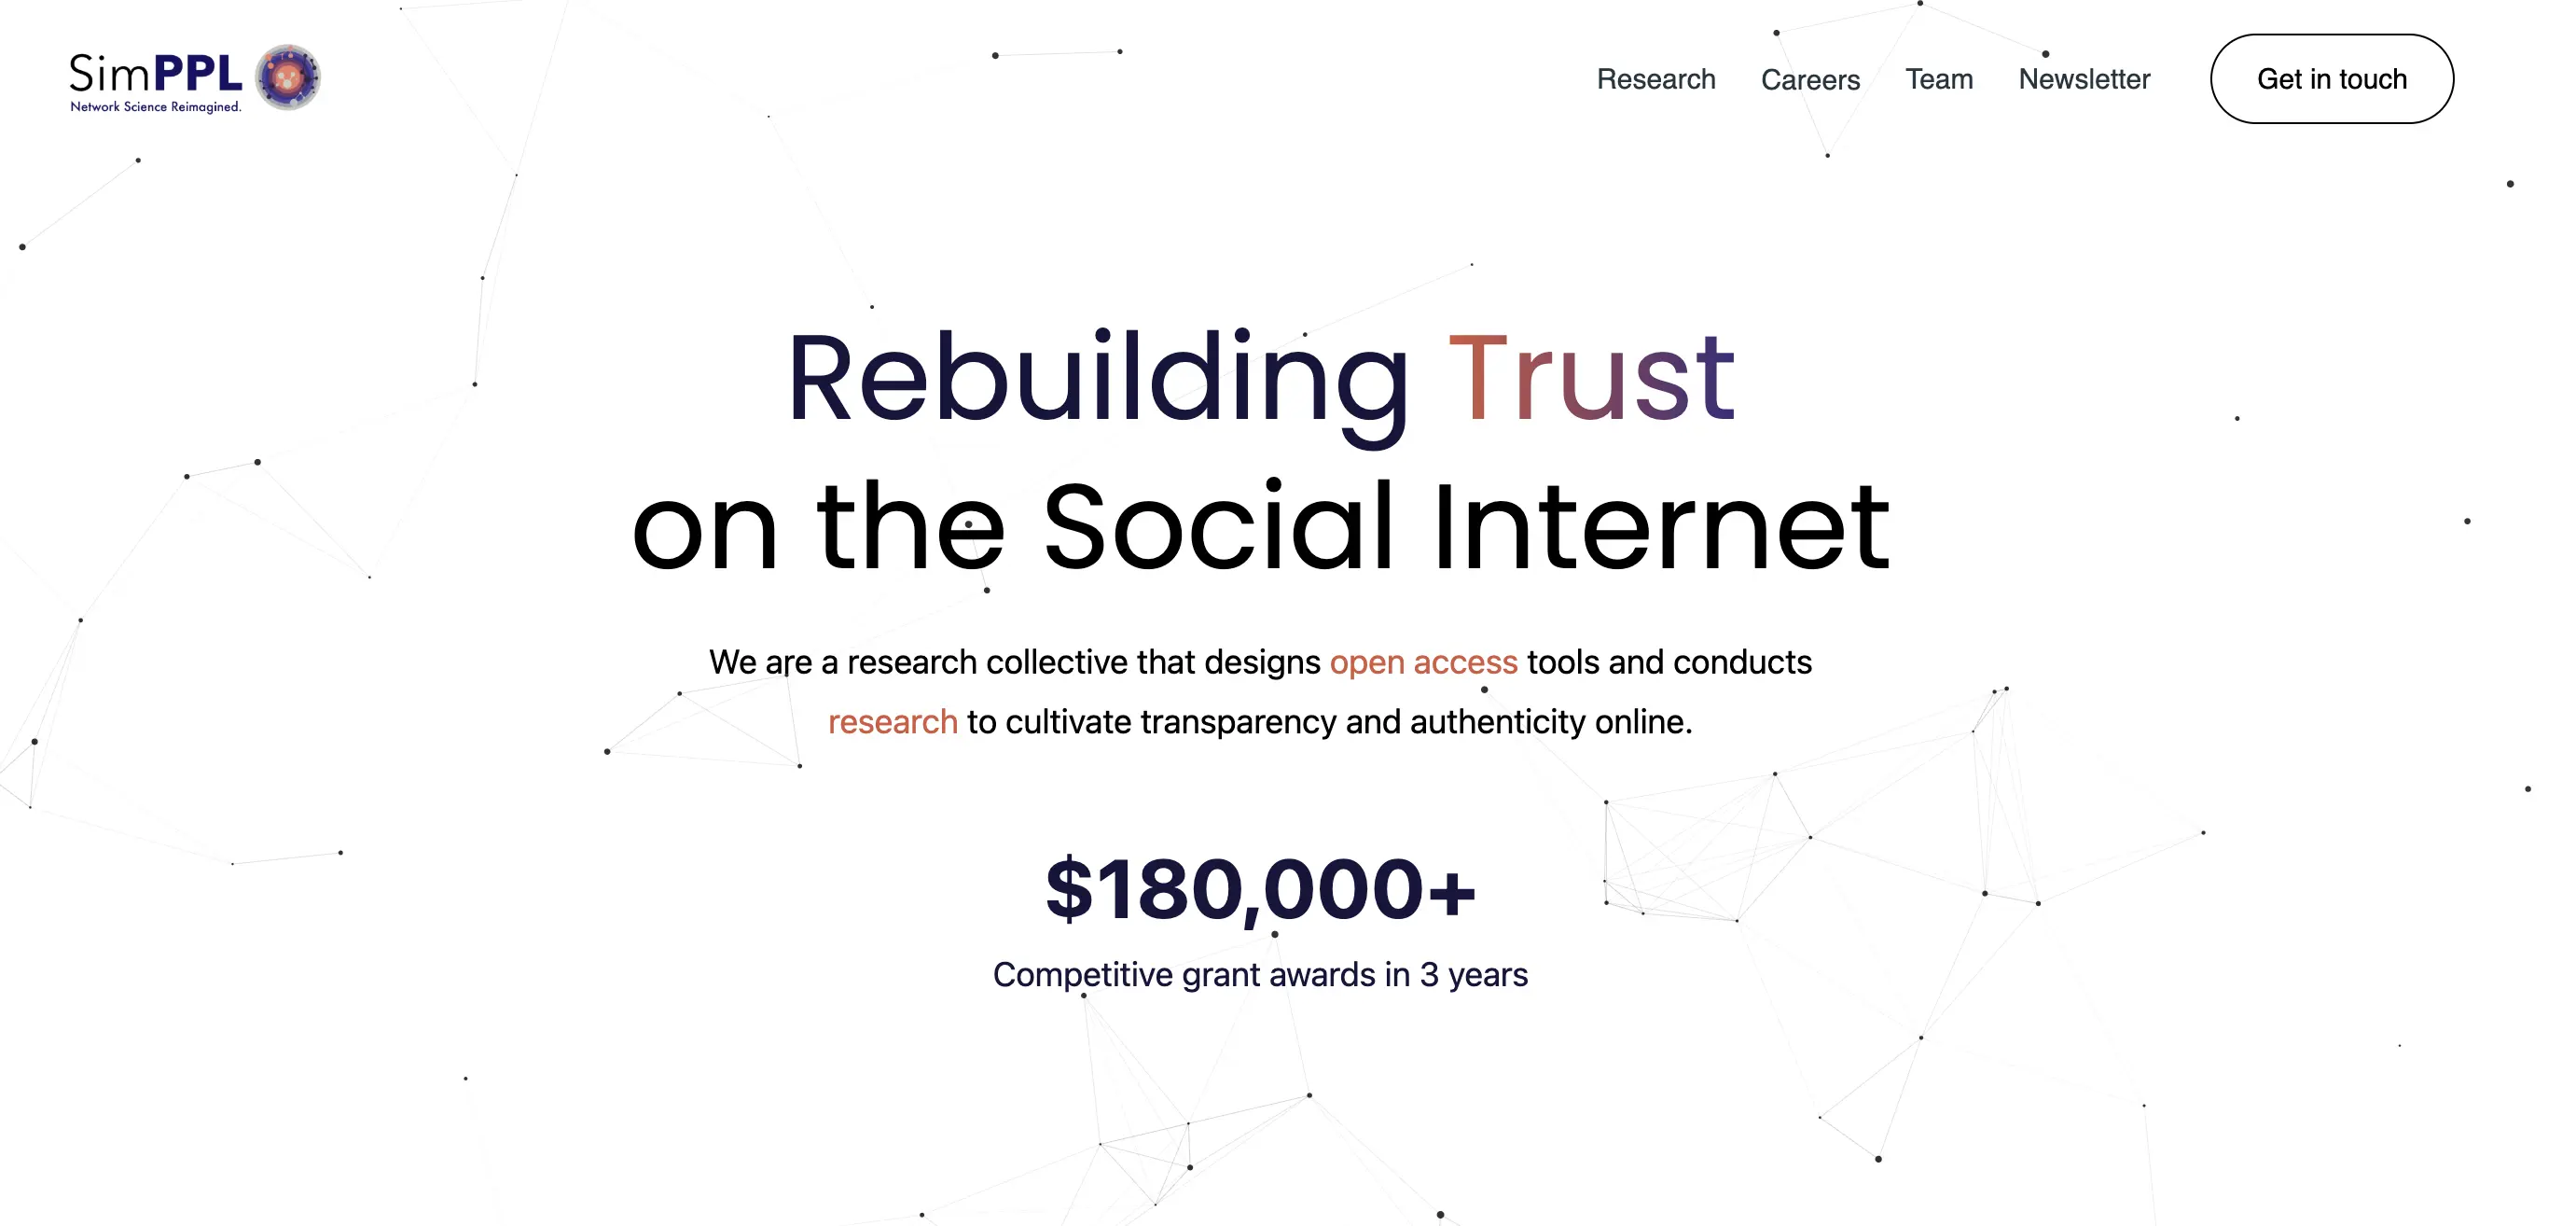 SimPPL
Network Science Reimagined.
Research Careers Team Newsletter Get in touch
Rebuilding Trust
on the Social Internet
We are a research collective that designs open access tools and conducts
research to cultivate transparency and authenticity online.
$180,000+
Competitive grant awards in 3 years